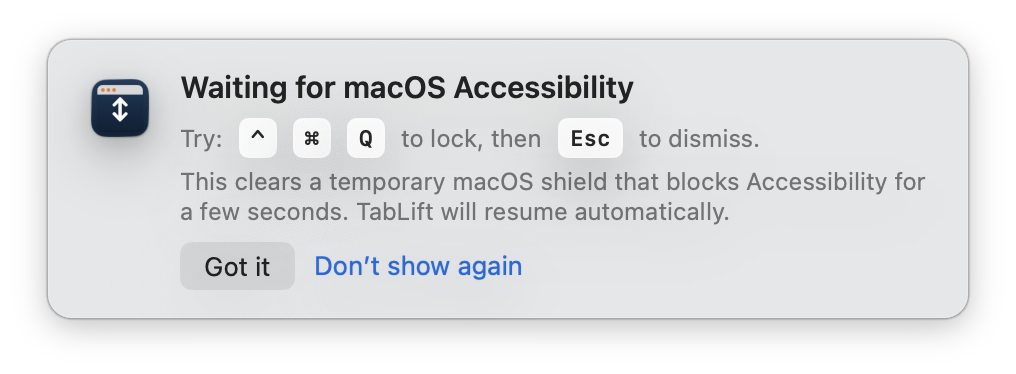 Waiting for macOS Accessibility
Try: ^ ⌘ Q to lock, then Esc to dismiss.
This clears a temporary macOS shield that blocks Accessibility for
a few seconds. TabLift will resume automatically.
Got it Don’t show again